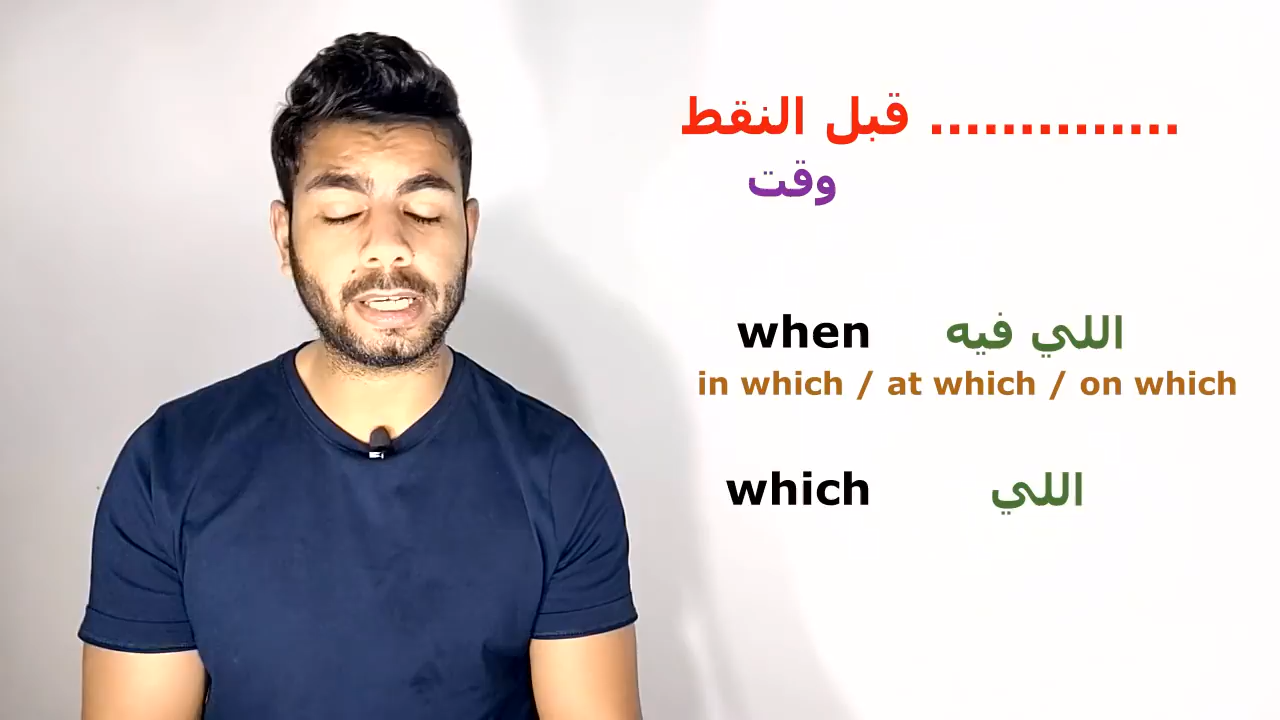 قبل النقط ..............
وقت
when اللي فيه
in which / at which / on which
which اللي